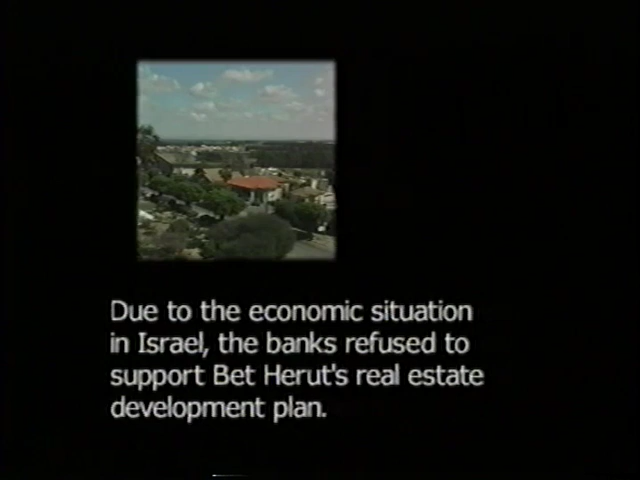 Due to the economic situation
in Israel, the banks refused to
support Bet Herut's real estate
development plan.